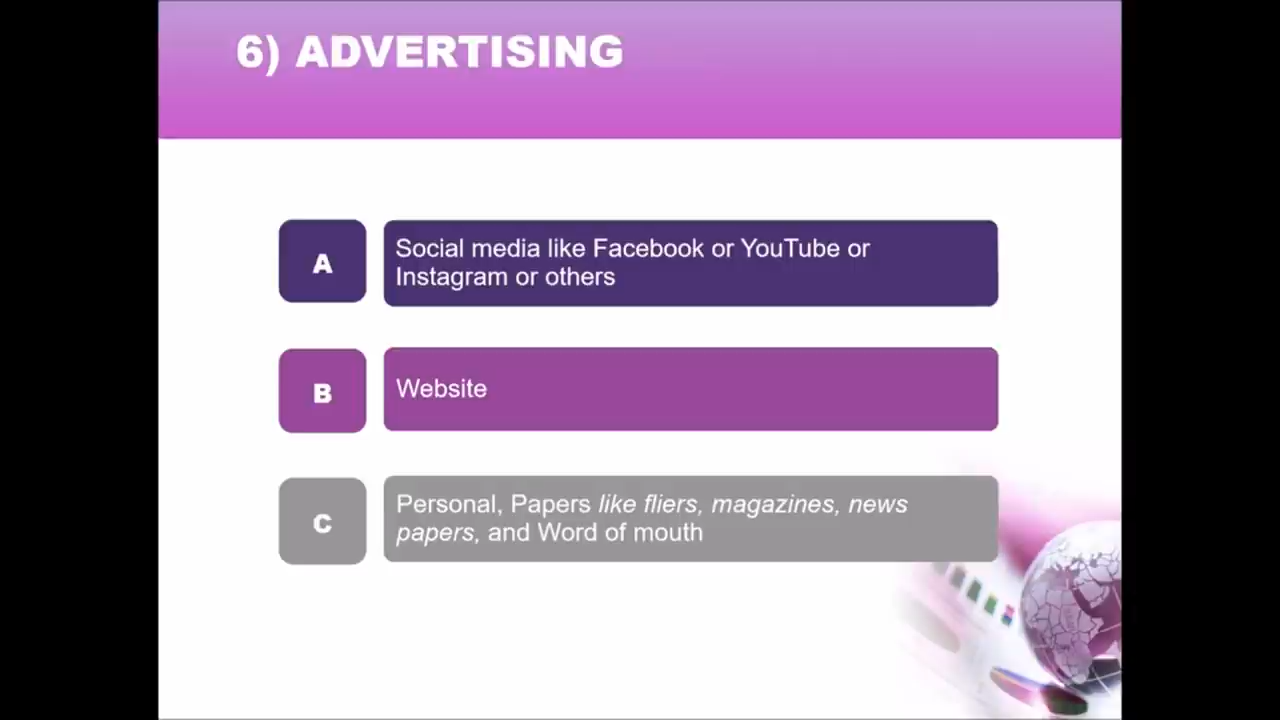 6) ADVERTISING
A
Social media like Facebook or YouTube or
Instagram or others
B
Website
C
Personal, Papers like fliers, magazines, news
papers, and Word of mouth